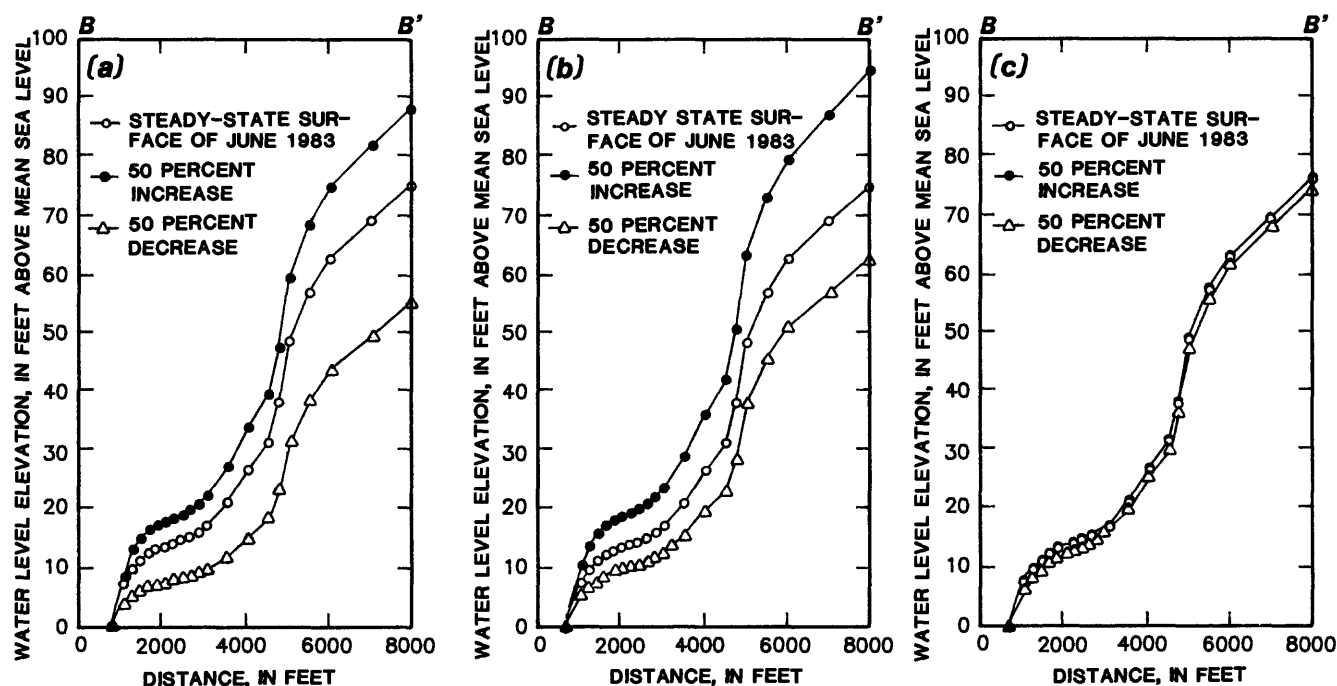 B B'
(a)
WATER LEVEL ELEVATION, IN FEET ABOVE MEAN SEA LEVEL
100
90
80
70
60
50
40
30
20
10
0
STEADY-STATE SUR-
FACE OF JUNE 1983
50 PERCENT
INCREASE
50 PERCENT
DECREASE
0 2000 4000 6000 8000
DISTANCE, IN FEET
B B'
(b)
WATER LEVEL ELEVATION, IN FEET ABOVE MEAN SEA LEVEL
100
90
80
70
60
50
40
30
20
10
0
STEADY STATE SUR-
FACE OF JUNE 1983
50 PERCENT
INCREASE
50 PERCENT
DECREASE
0 2000 4000 6000 8000
DISTANCE, IN FEET
B B'
(c)
WATER LEVEL ELEVATION, IN FEET ABOVE MEAN SEA LEVEL
100
90
80
70
60
50
40
30
20
10
0
STEADY-STATE SUR-
FACE OF JUNE 1983
50 PERCENT
INCREASE
50 PERCENT
DECREASE
0 2000 4000 6000 8000
DISTANCE, IN FEET